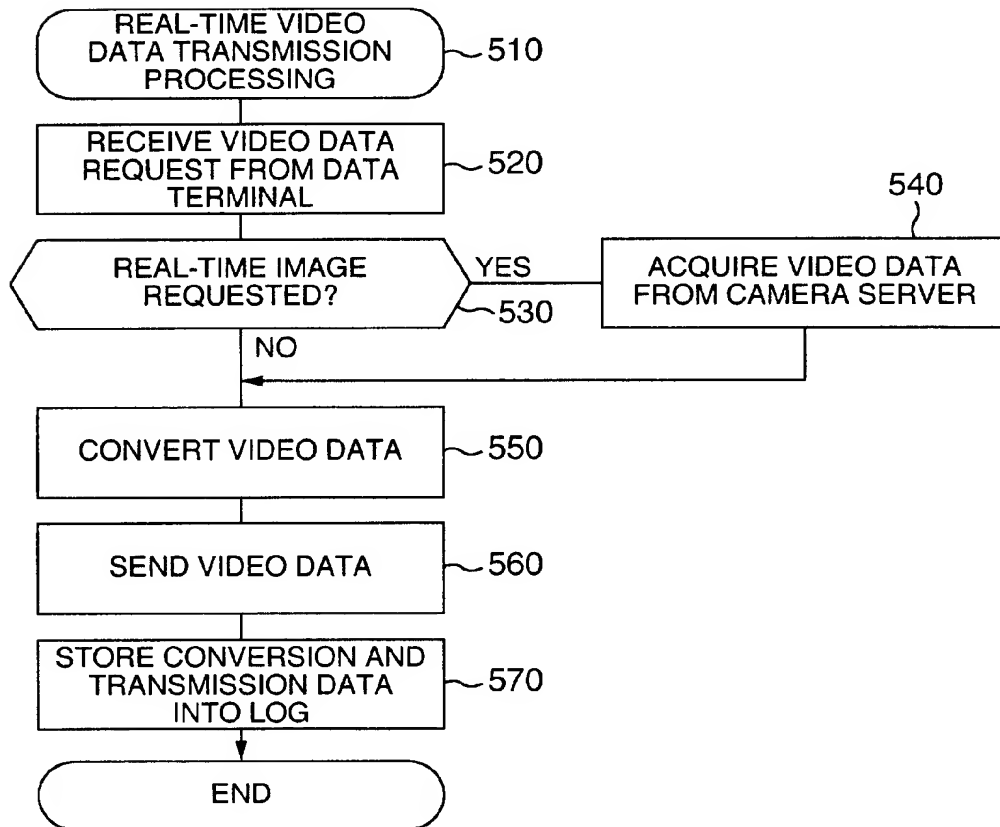 REAL-TIME VIDEO
DATA TRANSMISSION
PROCESSING
510
RECEIVE VIDEO DATA
REQUEST FROM DATA
TERMINAL
520
REAL-TIME IMAGE
REQUESTED?
530
YES
NO
540
ACQUIRE VIDEO DATA
FROM CAMERA SERVER
CONVERT VIDEO DATA
550
SEND VIDEO DATA
560
STORE CONVERSION AND
TRANSMISSION DATA
INTO LOG
570
END